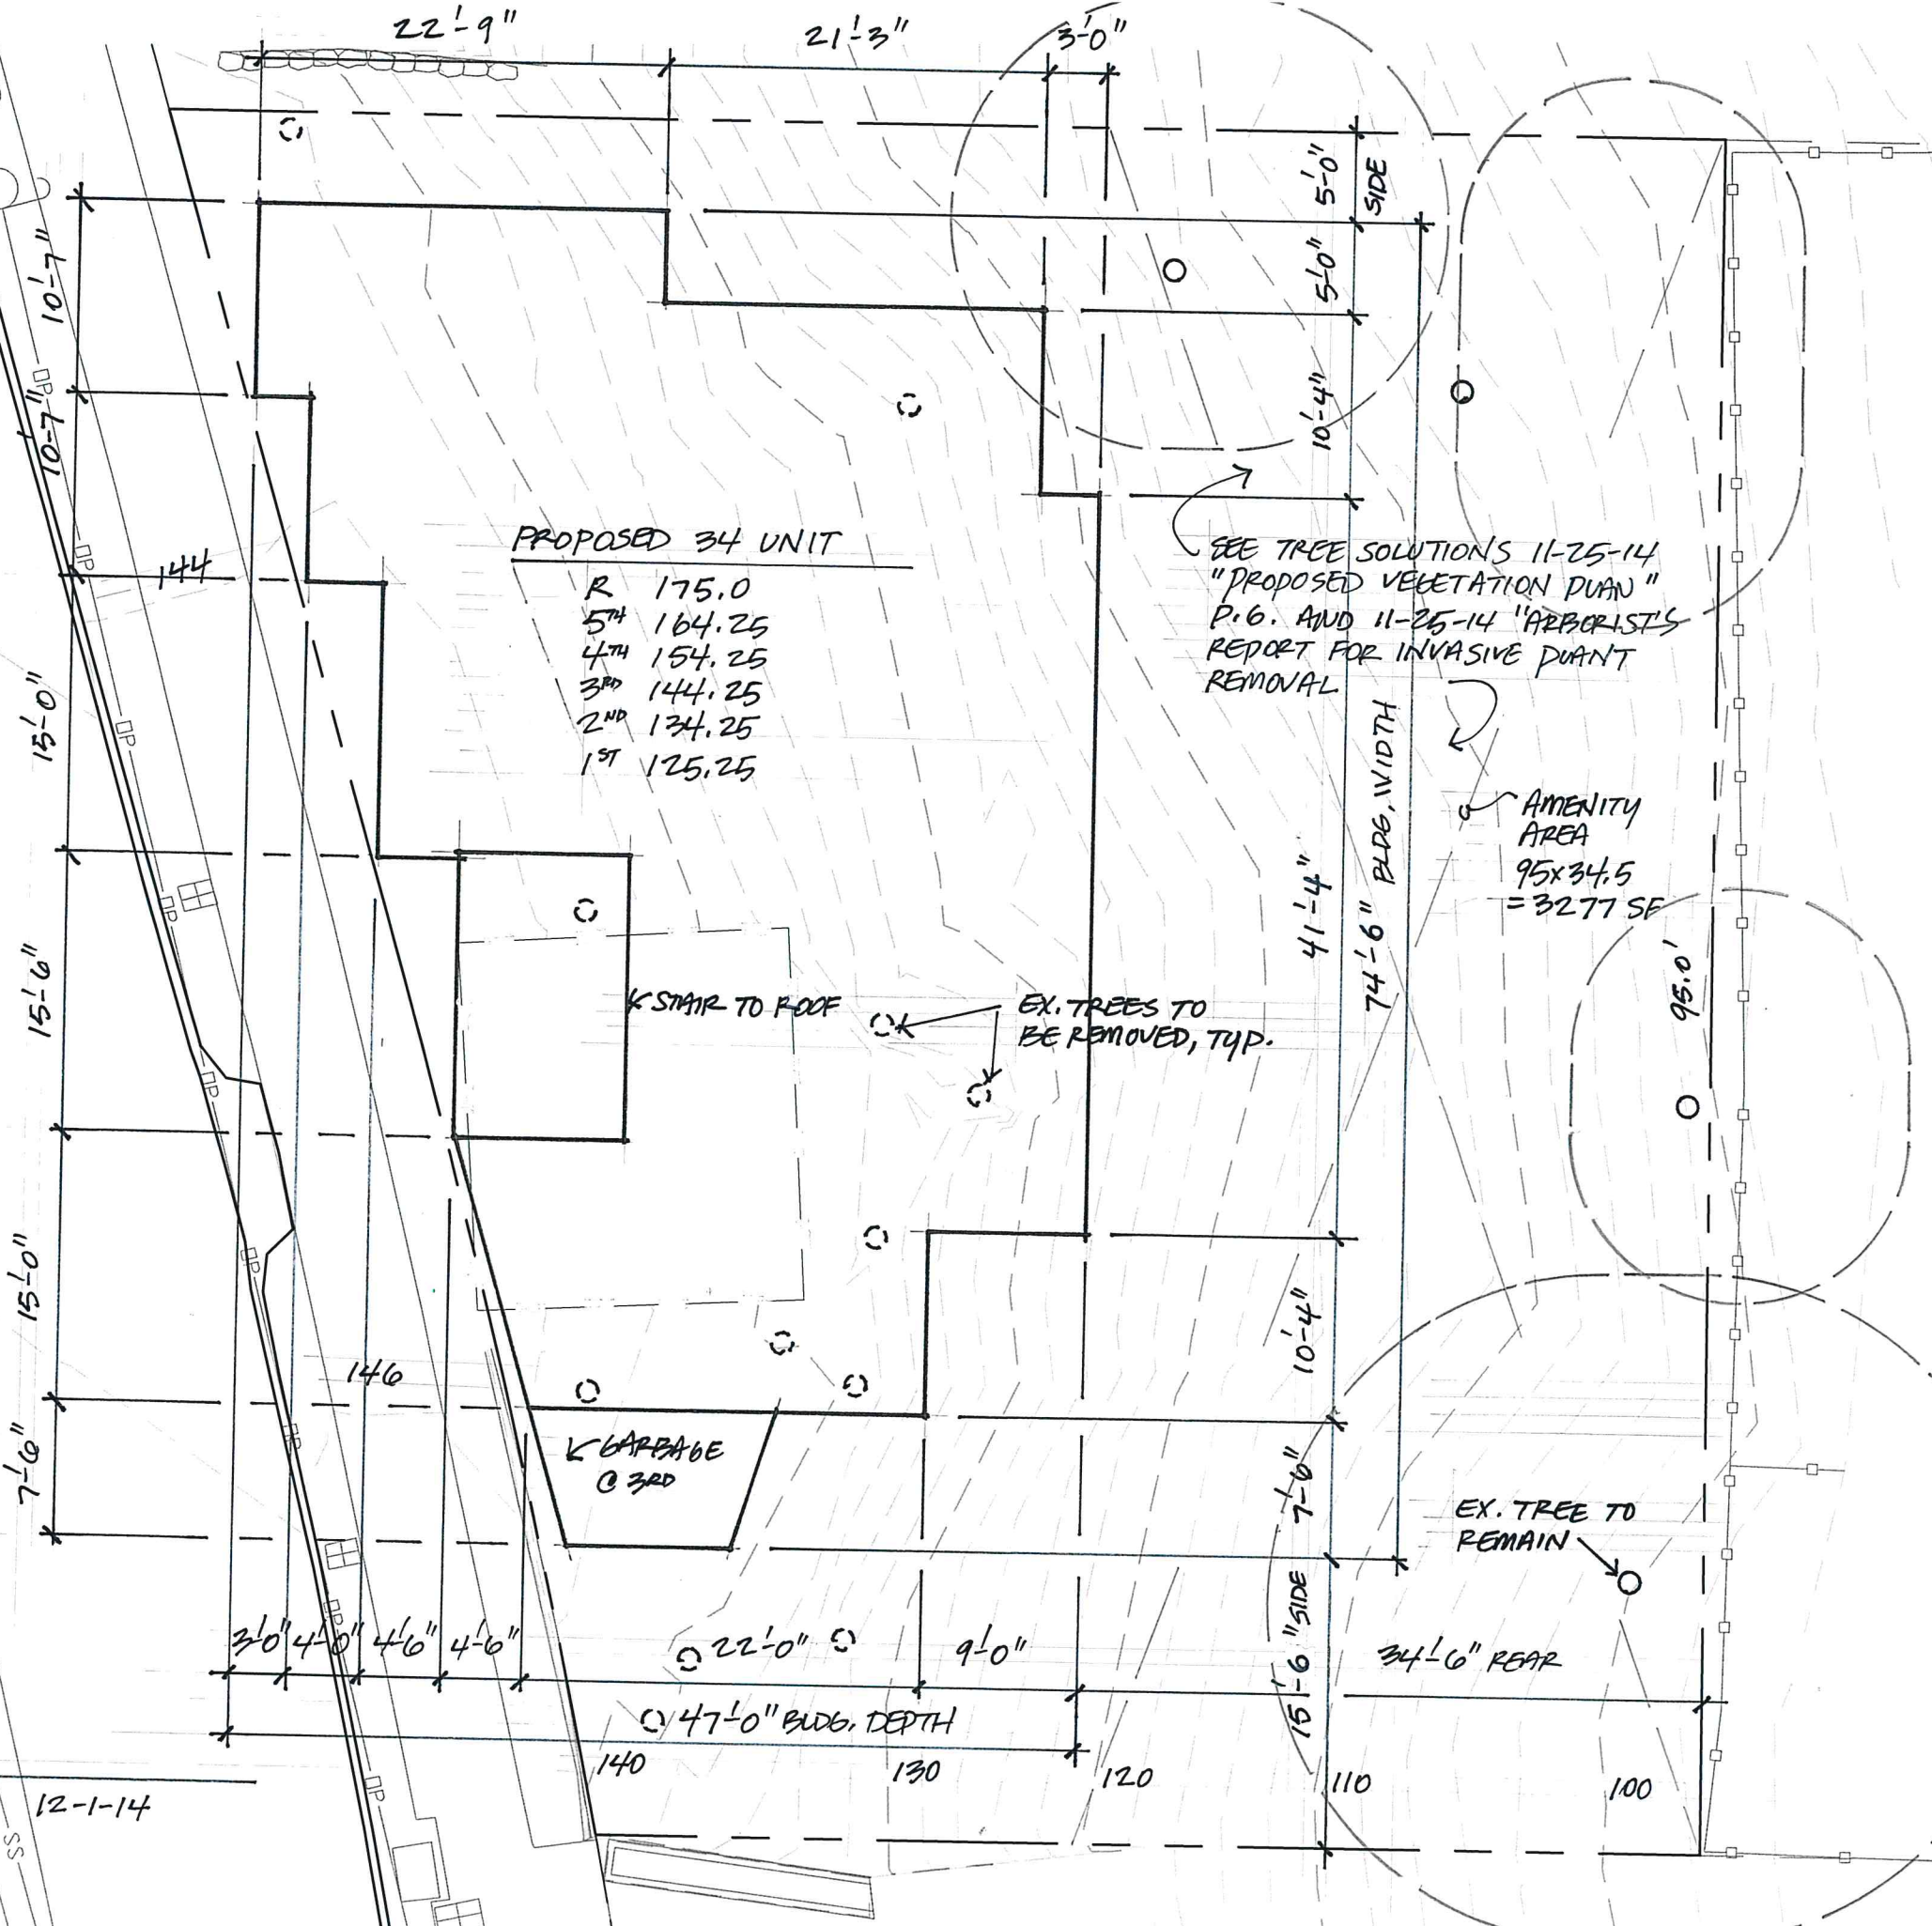 22'-9"
21'-3"
3'-0"
5'-0"
SIDE
10'-7"
5'-0"
10'-7"
10'-4"
144
PROPOSED 34 UNIT
R 175.0
5TH 164.25
4TH 154.25
3RD 144.25
2ND 134.25
1ST 125.25
SEE TREE SOLUTIONS 11-25-14
"PROPOSED VEGETATION PLAN"
P.6. AND 11-25-14 "ARBORIST'S
REPORT FOR INVASIVE PLANT
REMOVAL
15'-0"
74'-6" BLDG. WIDTH
41'-4"
AMENITY
AREA
95x34.5
=3277 SF
95.0'
15'-6"
STAIR TO ROOF
EX. TREES TO
BE REMOVED, TYP.
15'-0"
10'-4"
146
7'-6"
GARBAGE
@ 3RD
7'-6"
EX. TREE TO
REMAIN
15'-6" SIDE
3'-0"
4'-0"
4'-6"
4'-6"
22'-0"
9'-0"
34'-6" REAR
47'-0" BLDG. DEPTH
140
130
120
110
100
12-1-14
SS